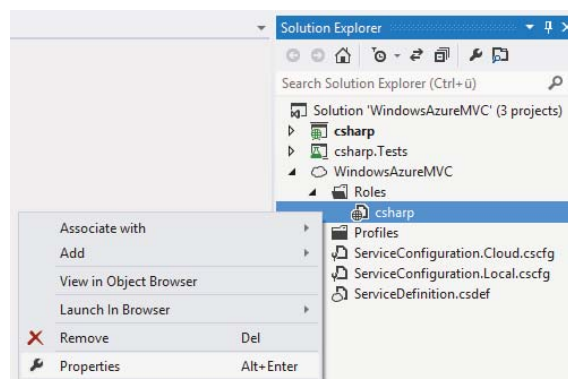 Solution Explorer
Search Solution Explorer (Ctrl+ü)
Solution 'WindowsAzureMVC' (3 projects)
csharp
csharp.Tests
WindowsAzureMVC
Roles
csharp
Profiles
ServiceConfiguration.Cloud.cscfg
ServiceConfiguration.Local.cscfg
ServiceDefinition.csdef
Associate with
Add
View in Object Browser
Launch In Browser
Remove Del
Properties Alt+Enter